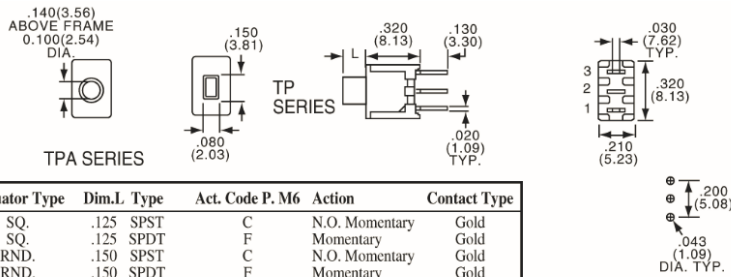 .140(3.56)
ABOVE FRAME
0.100(2.54)
DIA.
TPA SERIES
.150
(3.81)
.080
(2.03)
TP
SERIES
L
.320
(8.13)
.130
(3.30)
.020
(1.09)
TYP.
.030
(7.62)
TYP.
3
2
1
.320
(8.13)
.210
(5.23)
.200
(5.08)
.043
(1.09)
DIA. TYP.
uator Type Dim.L Type Act. Code P. M6 Action Contact Type
SQ. .125 SPST C N.O. Momentary Gold
SQ. .125 SPDT F Momentary Gold
RND. .150 SPST C N.O. Momentary Gold
RND. .150 SPDT F Momentary Gold